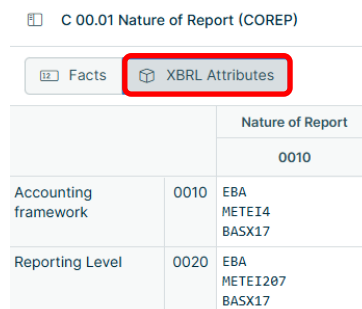 C 00.01 Nature of Report (COREP)
12 Facts
XBRL Attributes
Nature of Report
0010
Accounting framework 0010 EBA
METEI4
BASX17
Reporting Level 0020 EBA
METEI207
BASX17